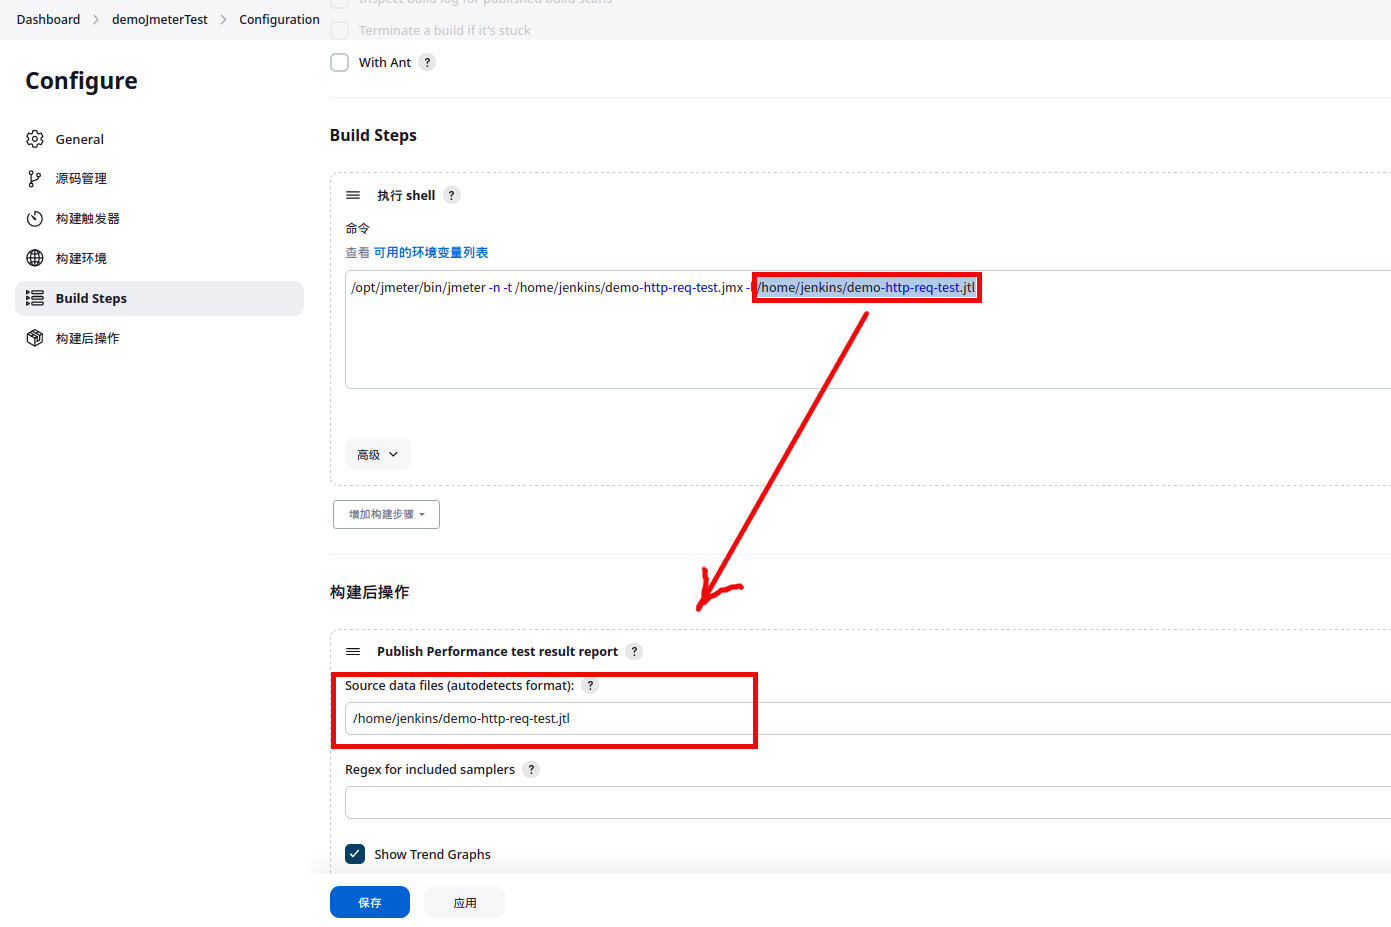 Dashboard > demoJmeterTest > Configuration
Inspect build log for published build scans
Terminate a build if it's stuck
With Ant ?
Configure
General
源码管理
构建触发器
构建环境
Build Steps
构建后操作
Build Steps
执行 shell ?
命令
查看 可用的环境变量列表
/opt/jmeter/bin/jmeter -n -t /home/jenkins/demo-http-req-test.jmx -l /home/jenkins/demo-http-req-test.jtl
高级
增加构建步骤
构建后操作
Publish Performance test result report ?
Source data files (autodetects format): ?
/home/jenkins/demo-http-req-test.jtl
Regex for included samplers ?
Show Trend Graphs
保存
应用